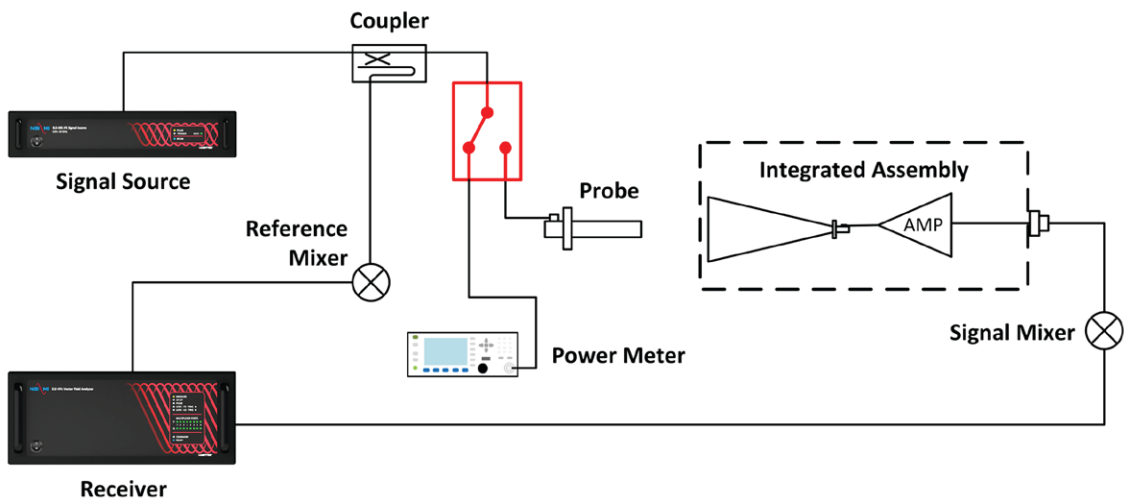 Coupler
Signal Source
Probe
Integrated Assembly
AMP
Reference
Mixer
Signal Mixer
Power Meter
Receiver